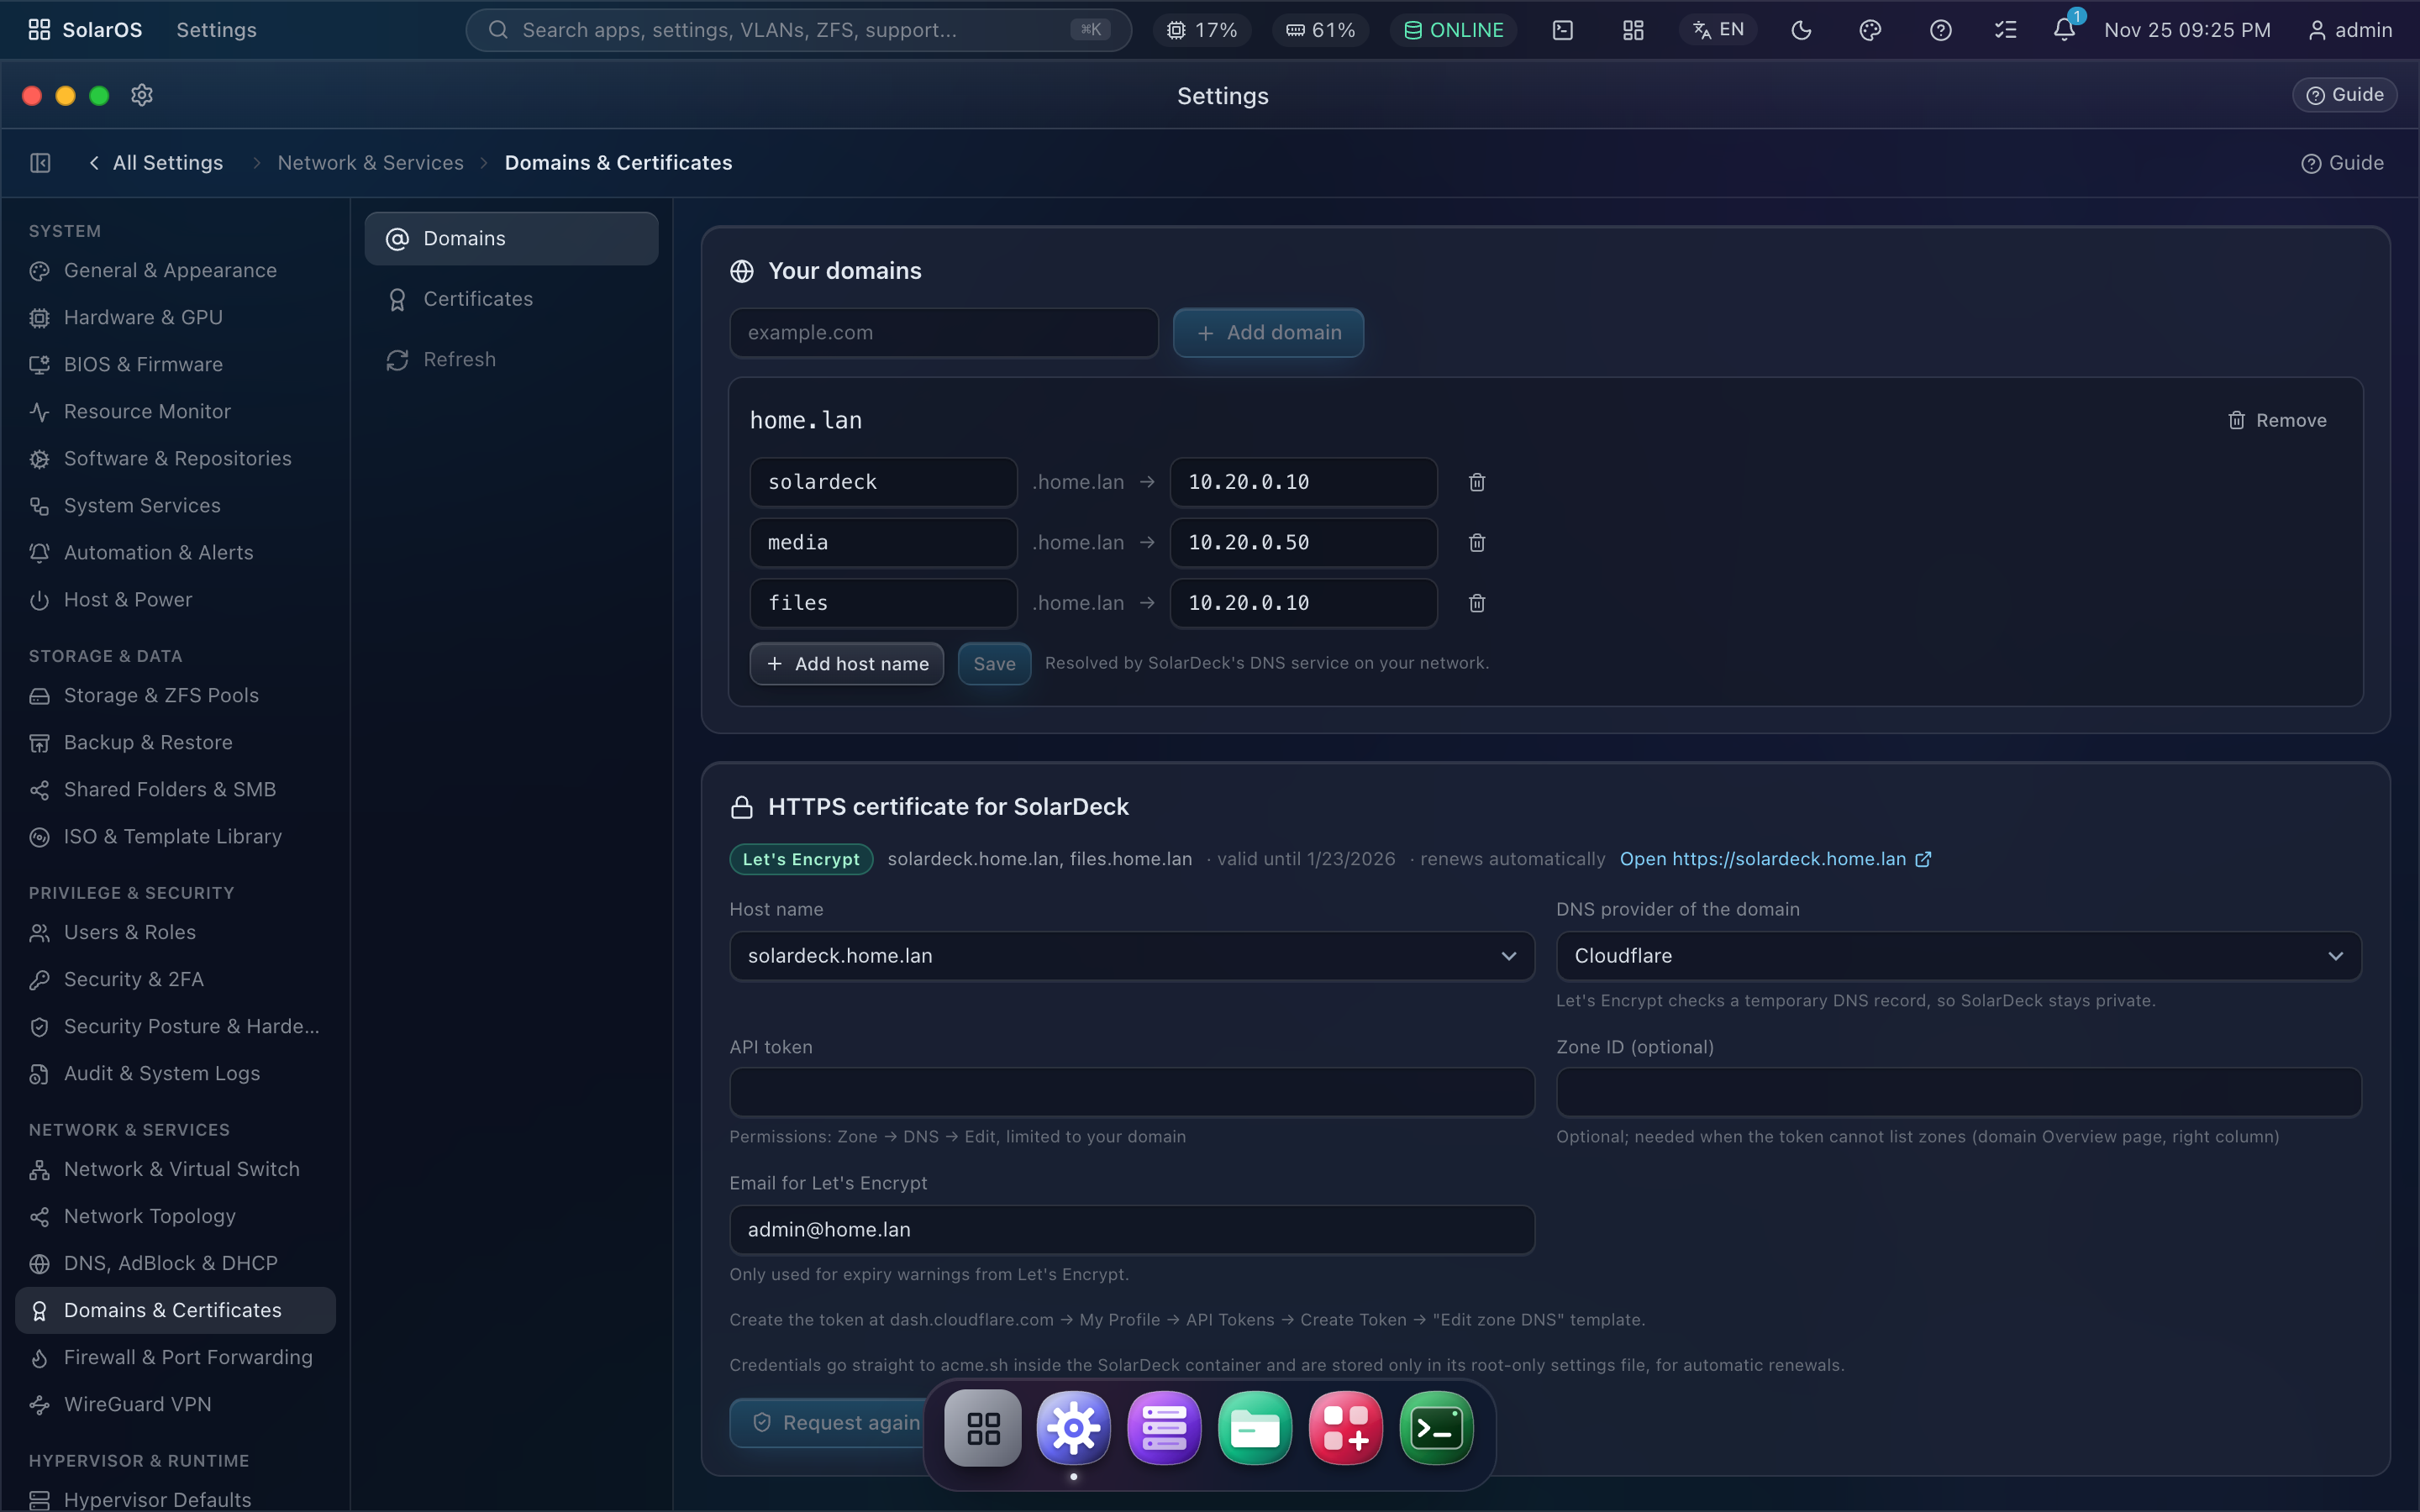 SolarOS Settings Search apps, settings, VLANs, ZFS, support... ⌘K 17% 61% ONLINE EN 1 Nov 25 09:25 PM admin
Settings Guide
All Settings > Network & Services > Domains & Certificates Guide
SYSTEM
General & Appearance
Hardware & GPU
BIOS & Firmware
Resource Monitor
Software & Repositories
System Services
Automation & Alerts
Host & Power
STORAGE & DATA
Storage & ZFS Pools
Backup & Restore
Shared Folders & SMB
ISO & Template Library
PRIVILEGE & SECURITY
Users & Roles
Security & 2FA
Security Posture & Harde...
Audit & System Logs
NETWORK & SERVICES
Network & Virtual Switch
Network Topology
DNS, AdBlock & DHCP
Domains & Certificates
Firewall & Port Forwarding
WireGuard VPN
HYPERVISOR & RUNTIME
Hypervisor Defaults
Domains
Certificates
Refresh
Your domains
example.com + Add domain
home.lan Remove
solardeck .home.lan → 10.20.0.10
media .home.lan → 10.20.0.50
files .home.lan → 10.20.0.10
+ Add host name Save Resolved by SolarDeck's DNS service on your network.
HTTPS certificate for SolarDeck
Let's Encrypt solardeck.home.lan, files.home.lan · valid until 1/23/2026 · renews automatically Open https://solardeck.home.lan
Host name DNS provider of the domain
solardeck.home.lan Cloudflare
Let's Encrypt checks a temporary DNS record, so SolarDeck stays private.
API token Zone ID (optional)
Permissions: Zone → DNS → Edit, limited to your domain Optional; needed when the token cannot list zones (domain Overview page, right column)
Email for Let's Encrypt
admin@home.lan
Only used for expiry warnings from Let's Encrypt.
Create the token at dash.cloudflare.com → My Profile → API Tokens → Create Token → "Edit zone DNS" template.
Credentials go straight to acme.sh inside the SolarDeck container and are stored only in its root-only settings file, for automatic renewals.
Request again